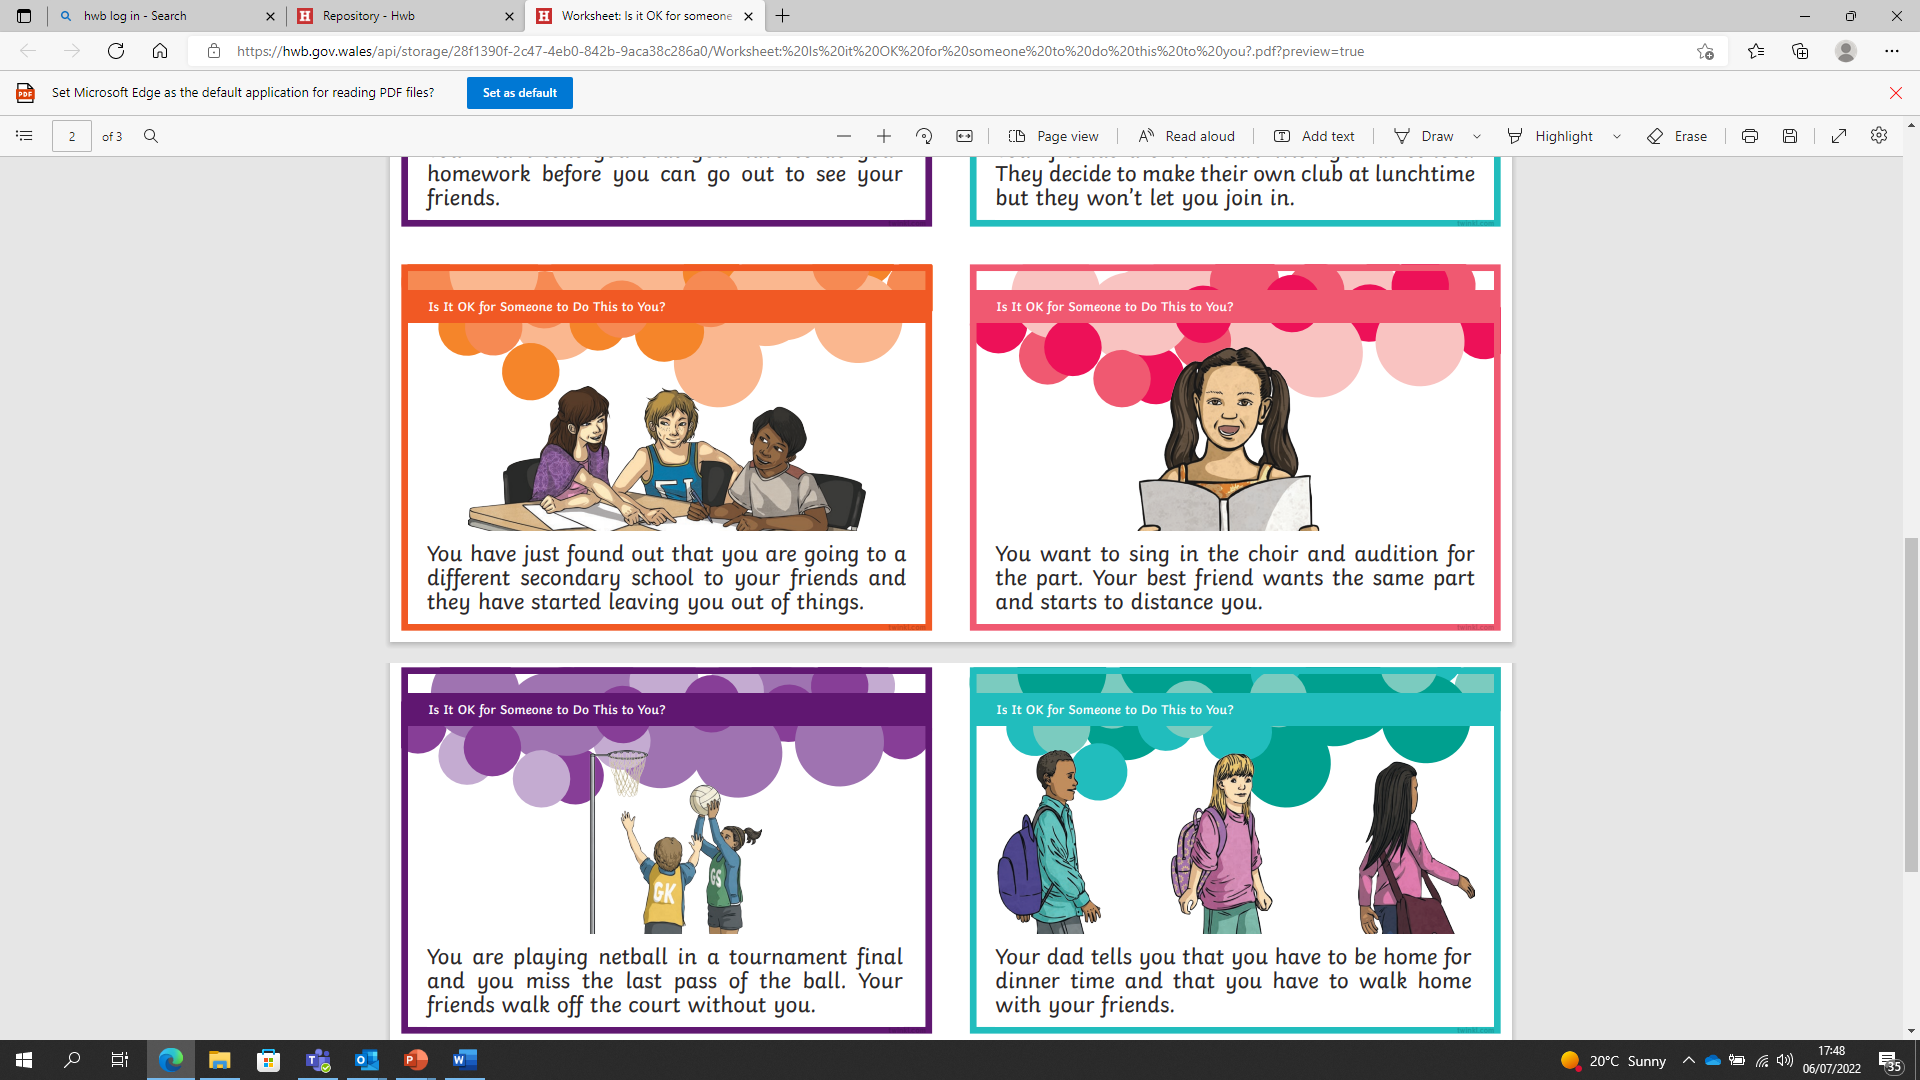 hwb log in - Search
Repository - Hwb
Worksheet: Is it OK for someone
https://hwb.gov.wales/api/storage/28f1390f-2c47-4eb0-842b-9aca38c286a0/Worksheet:%20Is%20it%20OK%20for%20someone%20to%20do%20this%20to%20you?.pdf?preview=true
Set Microsoft Edge as the default application for reading PDF files?
Set as default
2
of 3
Page view
Read aloud
Add text
Draw
Highlight
Erase
homework before you can go out to see your
friends.
They decide to make their own club at lunchtime
but they won't let you join in.
Is It OK for Someone to Do This to You?
You have just found out that you are going to a
different secondary school to your friends and
they have started leaving you out of things.
twinkl.com
Is It OK for Someone to Do This to You?
You want to sing in the choir and audition for
the part. Your best friend wants the same part
and starts to distance you.
twinkl.com
Is It OK for Someone to Do This to You?
GK
GS
You are playing netball in a tournament final
and you miss the last pass of the ball. Your
friends walk off the court without you.
Is It OK for Someone to Do This to You?
Your dad tells you that you have to be home for
dinner time and that you have to walk home
with your friends.
20°C Sunny
17:48
06/07/2022
35